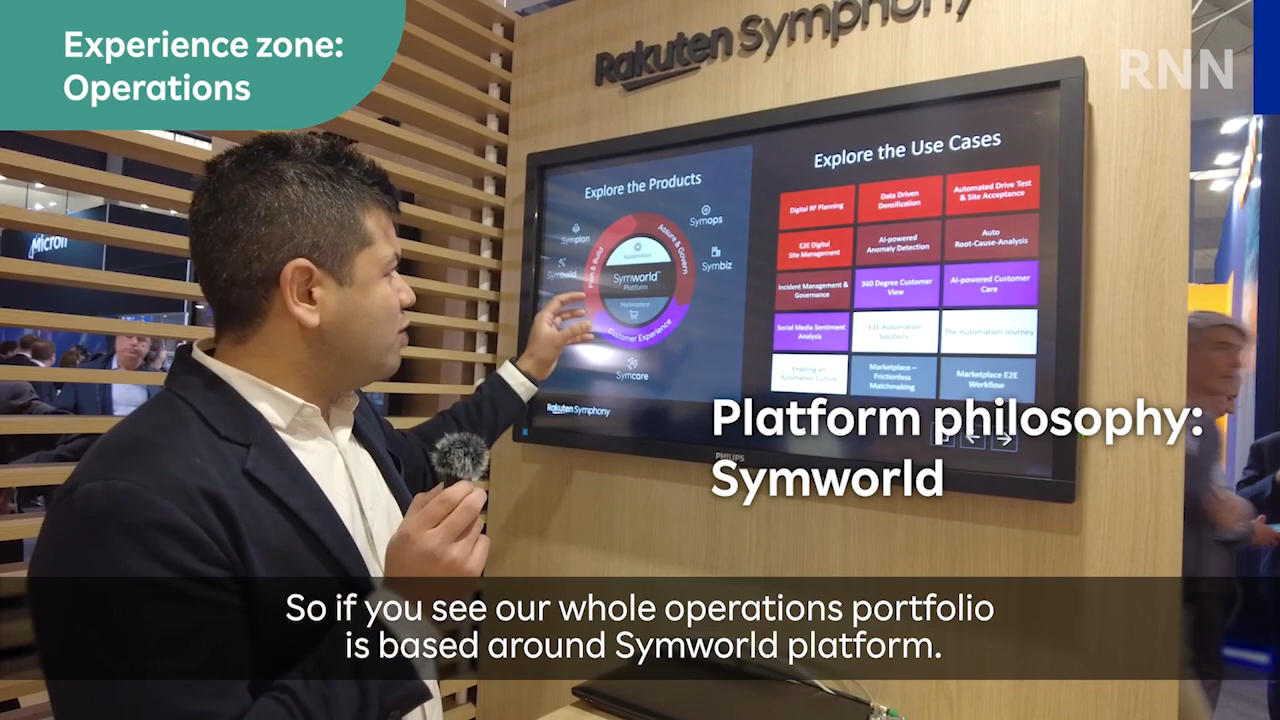 Experience zone:
Operations
RNN
Rakuten Symphony
Micron
Explore the Products
Symplan
Symbuild
Symops
Symbiz
Symcare
Plan & Build
Assure & Govern
Customer Experience
Automation
Symworld™
Platform
Marketplace
Rakuten Symphony
Explore the Use Cases
Digital RF Planning
Data Driven
Densification
Automated Drive Test
& Site Acceptance
E2E Digital
Site Management
AI-powered
Anomaly Detection
Auto
Root-Cause-Analysis
Incident Management &
Governance
360 Degree Customer
View
AI-powered Customer
Care
Social Media Sentiment
Analysis
E2E Automation
Solutions
The Automation Journey
Enabling an
Automation Culture
Marketplace –
Frictionless
Matchmaking
Marketplace E2E
Workflow
PHILIPS
Platform philosophy:
Symworld
So if you see our whole operations portfolio
is based around Symworld platform.